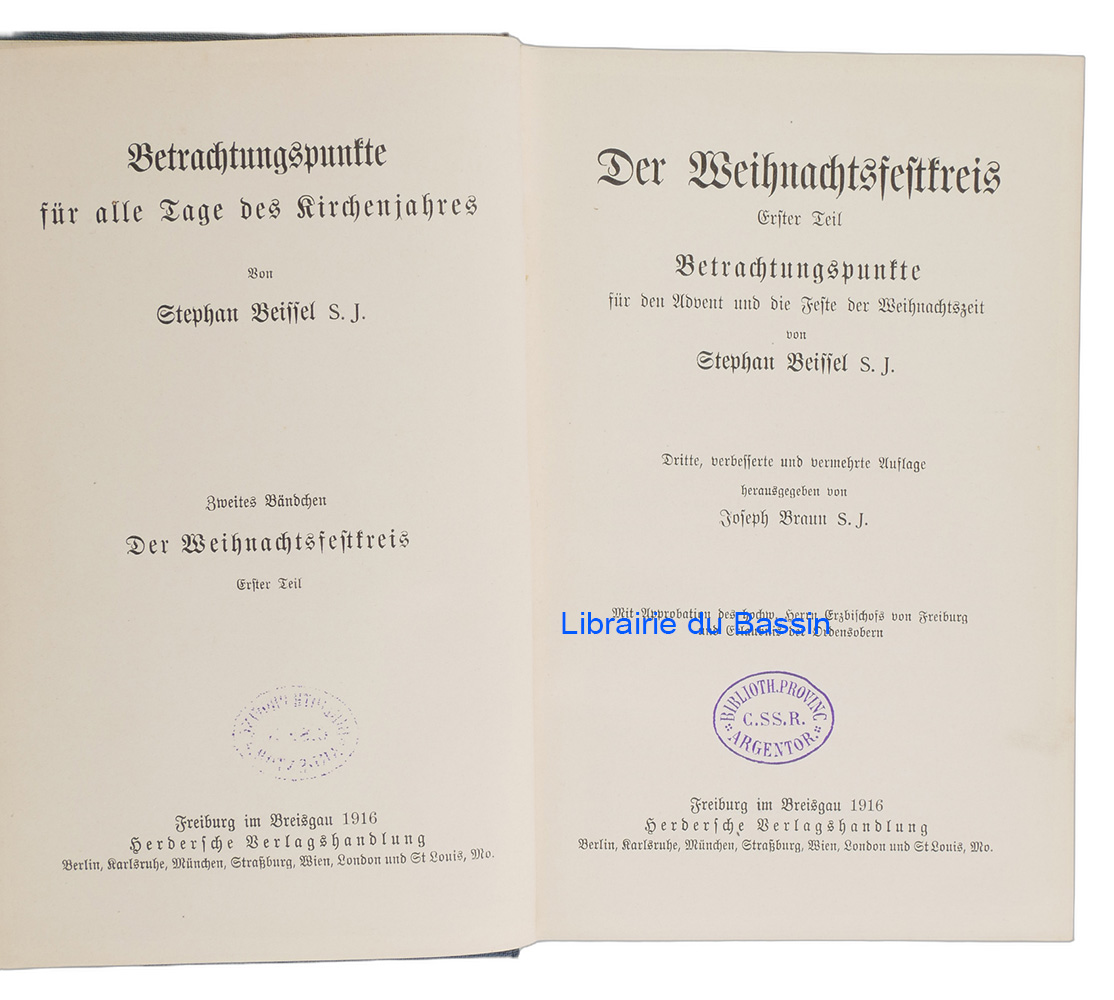 Betrachtungspunkte
für alle Tage des Kirchenjahres
Von
Stephan Beissel S. J.
Zweites Bändchen
Der Weihnachtsfestkreis
Erster Teil
Freiburg im Breisgau 1916
Herdersche Verlagshandlung
Berlin, Karlsruhe, München, Straßburg, Wien, London und St Louis, Mo.
Der Weihnachtsfestkreis
Erster Teil
Betrachtungspunkte
für den Advent und die Feste der Weihnachtszeit
von
Stephan Beissel S. J.
Dritte, verbesserte und vermehrte Auflage
herausgegeben von
Joseph Braun S. J.
Mit Approbation des hochw. Herrn Erzbischofs von Freiburg
und Erlaubnis der Ordensobern
Librairie du Bassin
BIBLIOTH. PROVINC
C.SS.R.
ARGENTOR.
Freiburg im Breisgau 1916
Herdersche Verlagshandlung
Berlin, Karlsruhe, München, Straßburg, Wien, London und St Louis, Mo.